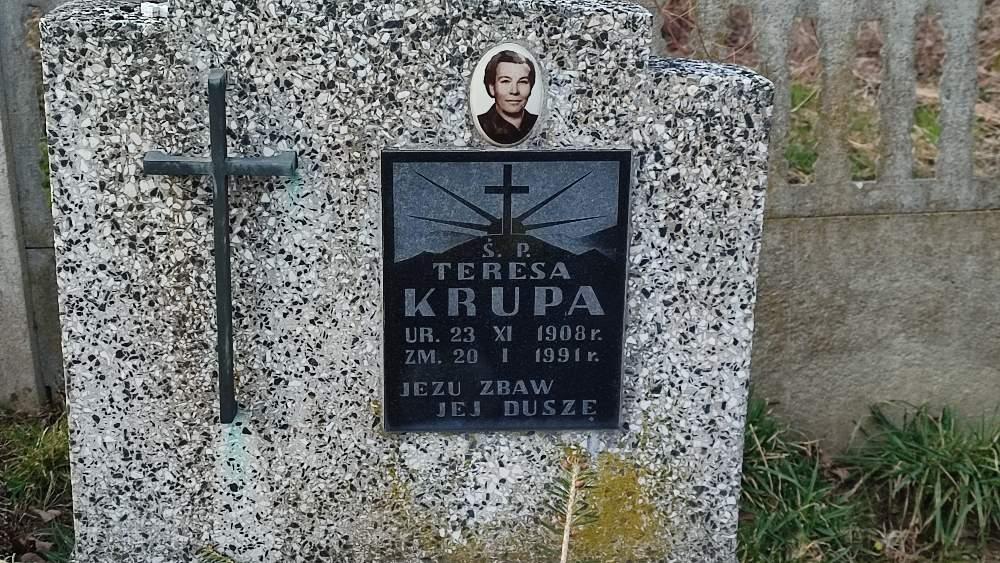 Ś. P.
TERESA
KRUPA
UR. 23 XI 1908 r.
ZM. 20 I 1991 r.
JEZU ZBAW
JEJ DUSZĘ